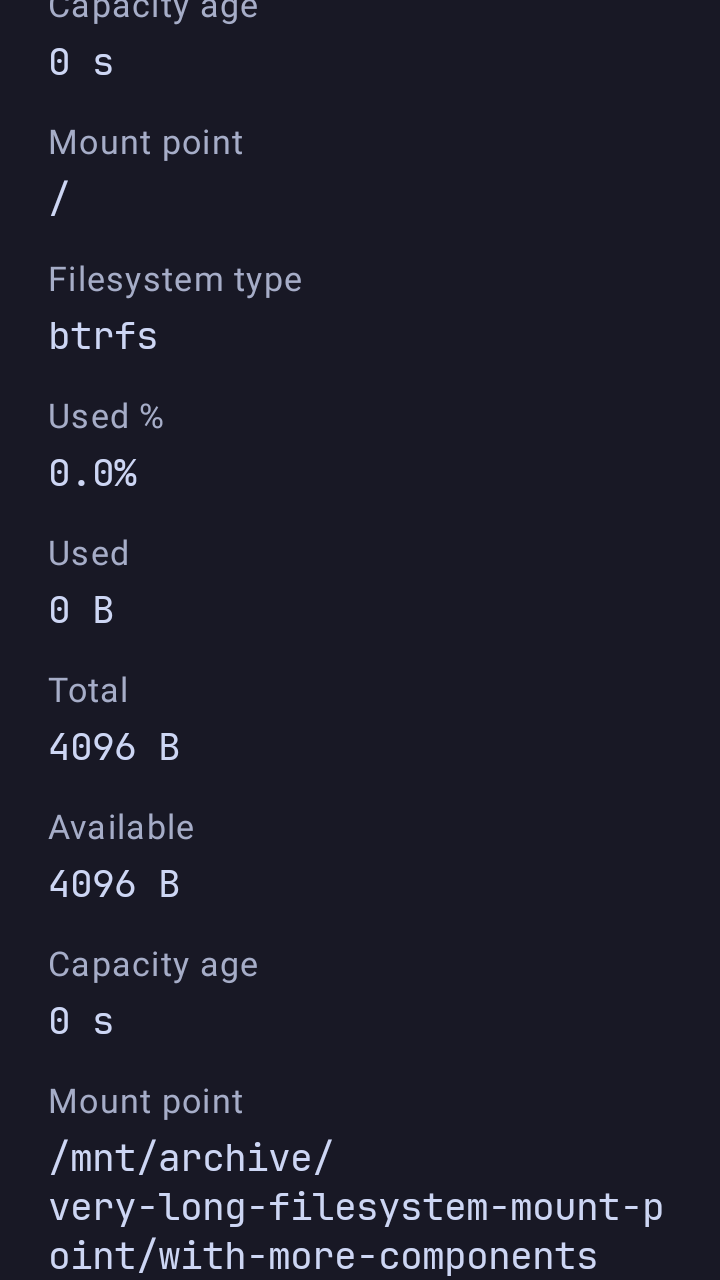 Capacity age
0 s
Mount point
/
Filesystem type
btrfs
Used %
0.0%
Used
0 B
Total
4096 B
Available
4096 B
Capacity age
0 s
Mount point
/mnt/archive/
very-long-filesystem-mount-p
oint/with-more-components